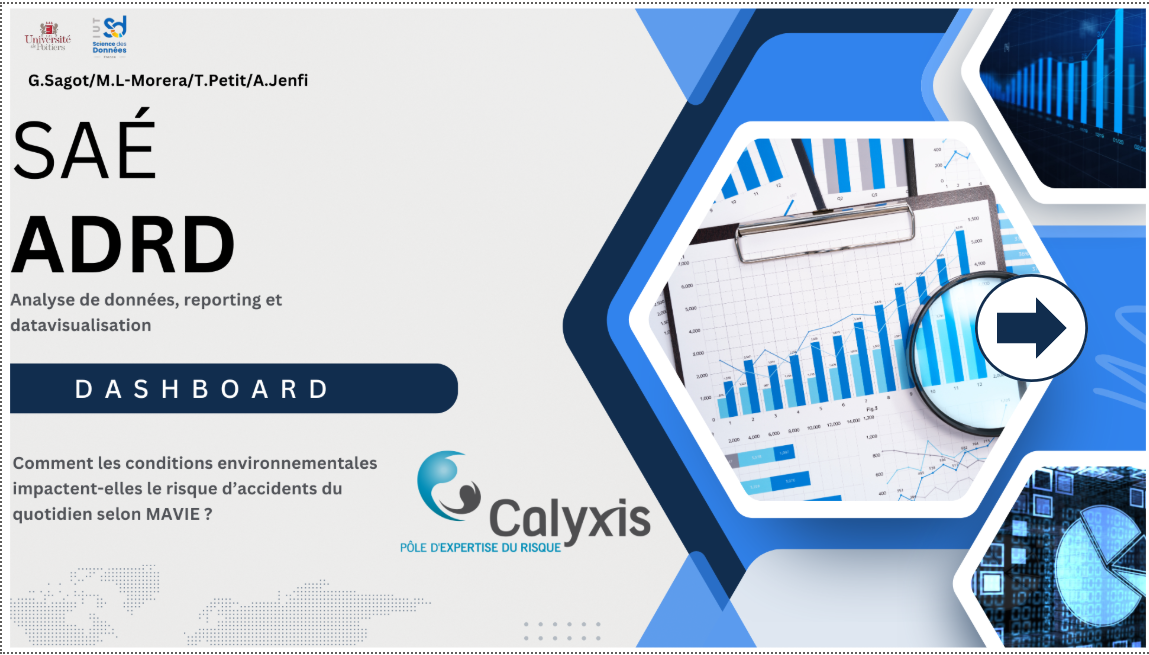 Université
de Poitiers
IUT
Science des
Données
G.Sagot/M.L-Morera/T.Petit/A.Jenfi
SAÉ
ADRD
Analyse de données, reporting et
datavisualisation
DASHBOARD
Comment les conditions environnementales
impactent-elles le risque d’accidents du
quotidien selon MAVIE ?
Calyxis
PÔLE D'EXPERTISE DU RISQUE
Fig.3